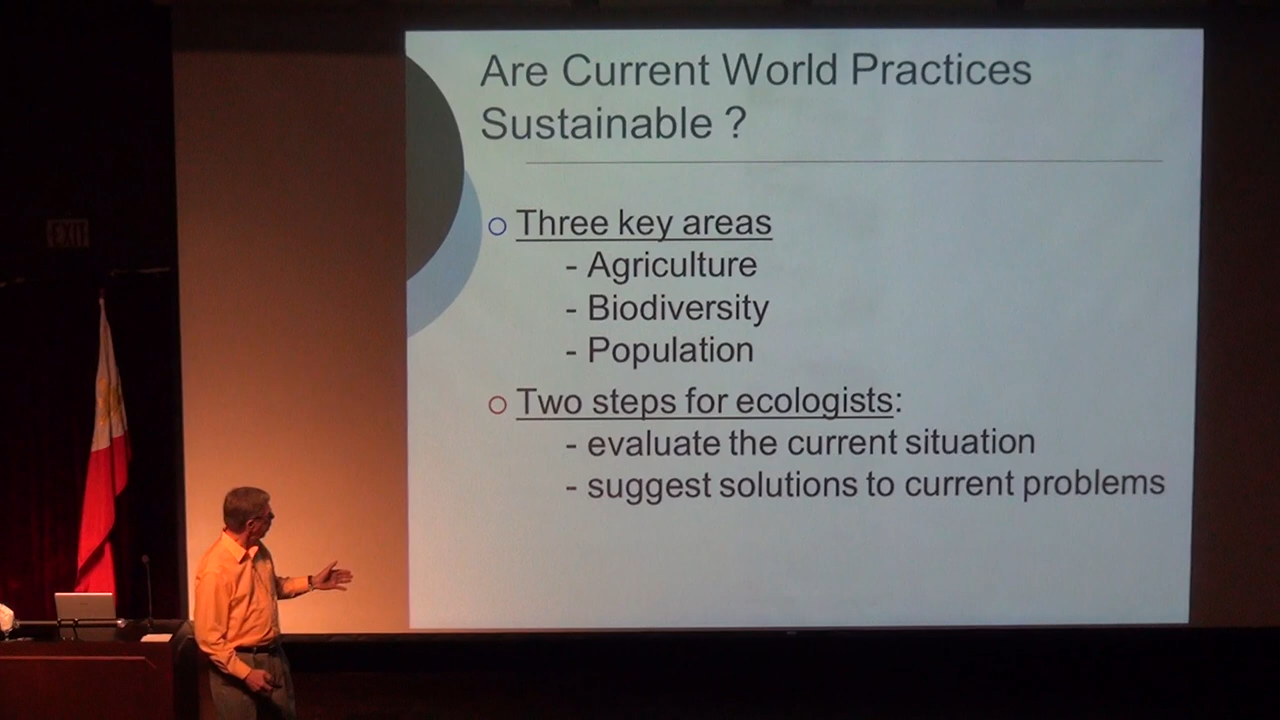 Are Current World Practices
Sustainable ?
Three key areas
- Agriculture
- Biodiversity
- Population
Two steps for ecologists:
- evaluate the current situation
- suggest solutions to current problems
EXIT